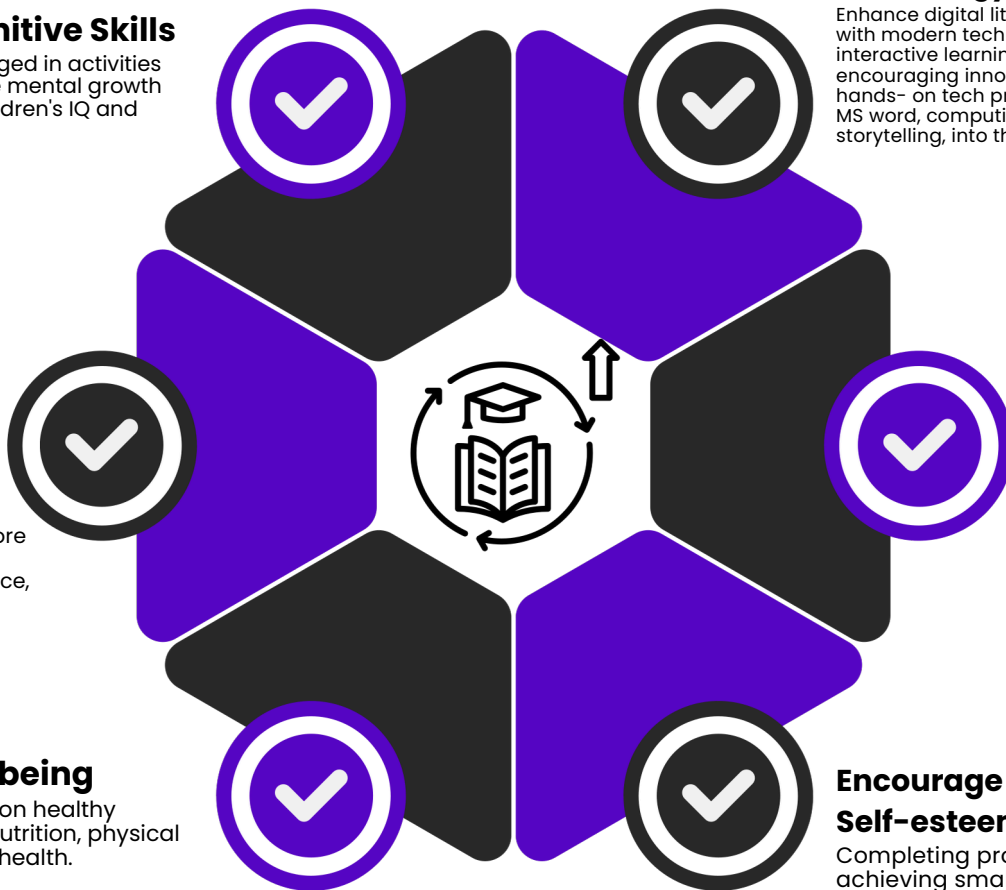 nitive Skills
ged in activities
e mental growth
dren's IQ and
Enhance digital lit
with modern tech
interactive learnin
encouraging inno
hands- on tech pr
MS word, computi
storytelling, into th
ore
ce,
being
on healthy
utrition, physical
health.
Encourage
Self-esteer
Completing pro
achieving sma